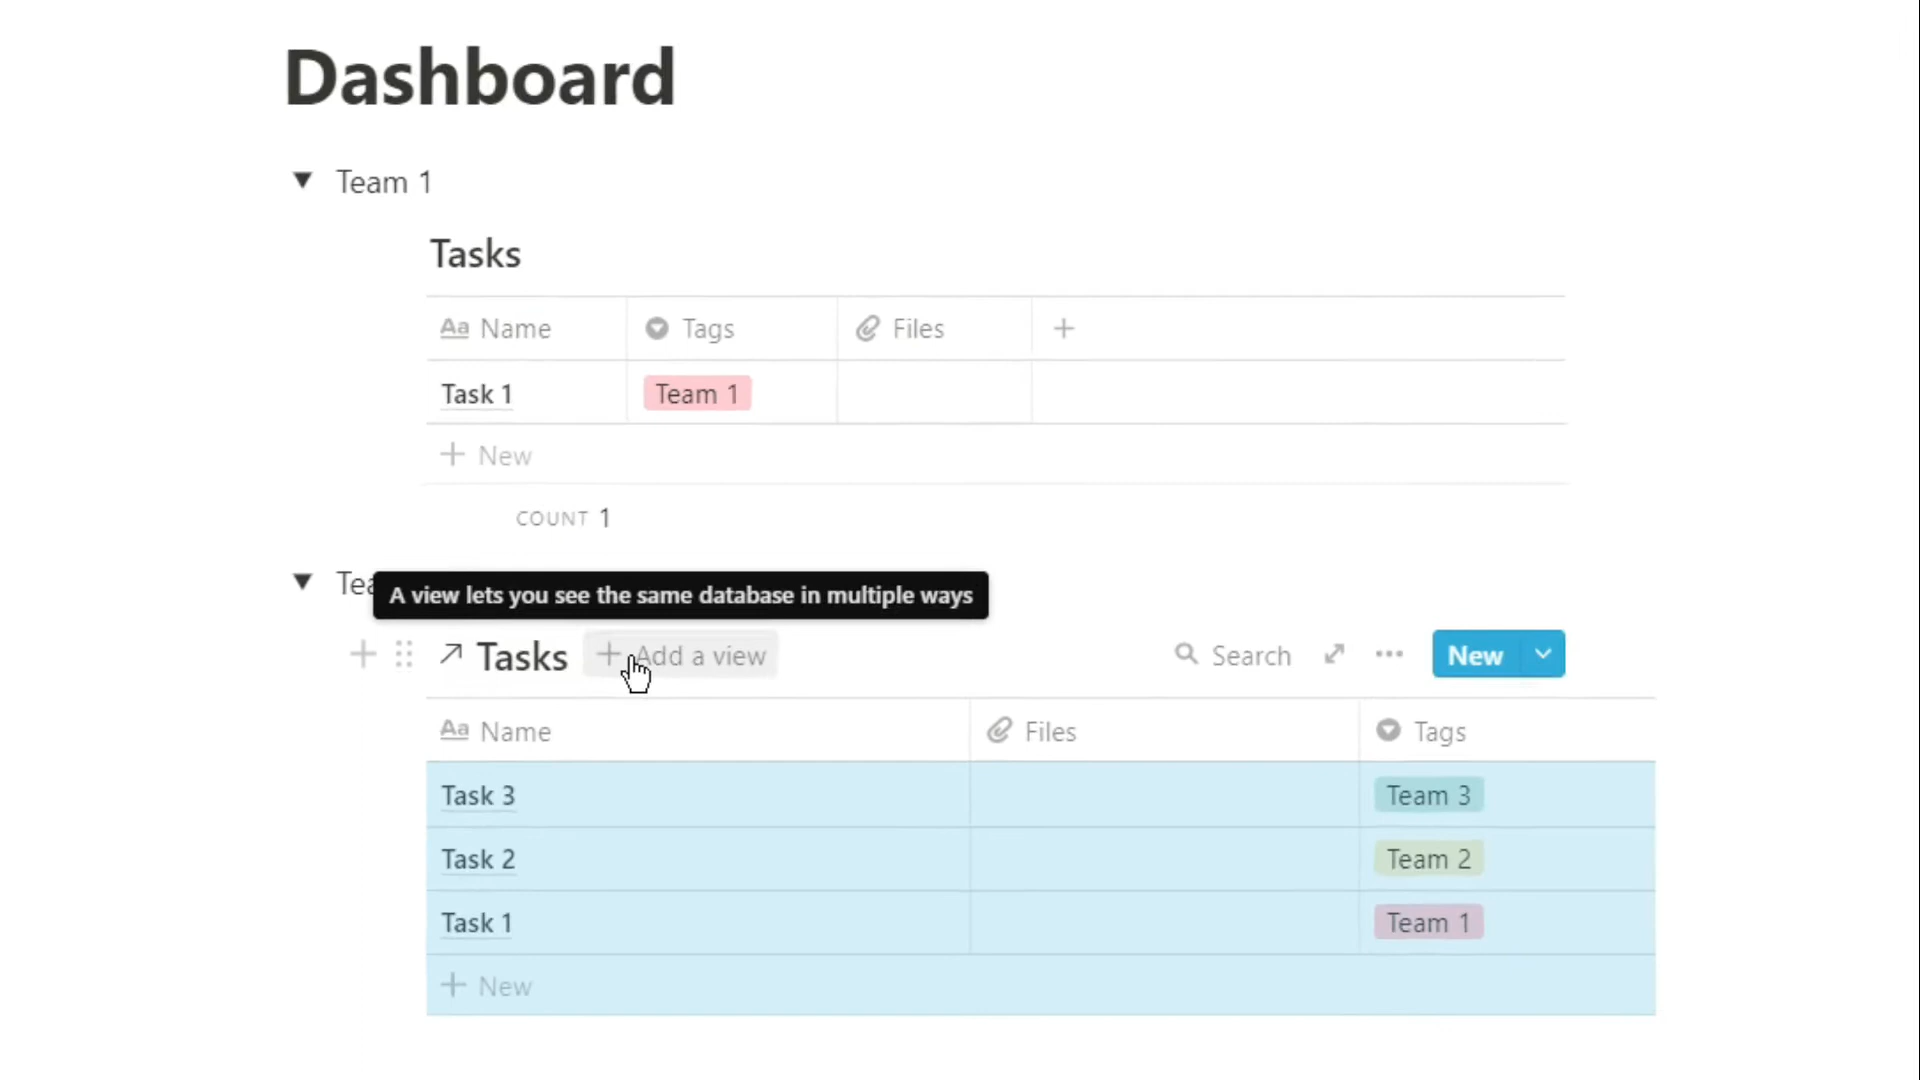 Dashboard
Team 1
Tasks
Aa Name Tags Files +
Task 1 Team 1
+ New
COUNT 1
A view lets you see the same database in multiple ways
Tasks + Add a view Search ••• New
Aa Name Files Tags
Task 3 Team 3
Task 2 Team 2
Task 1 Team 1
+ New